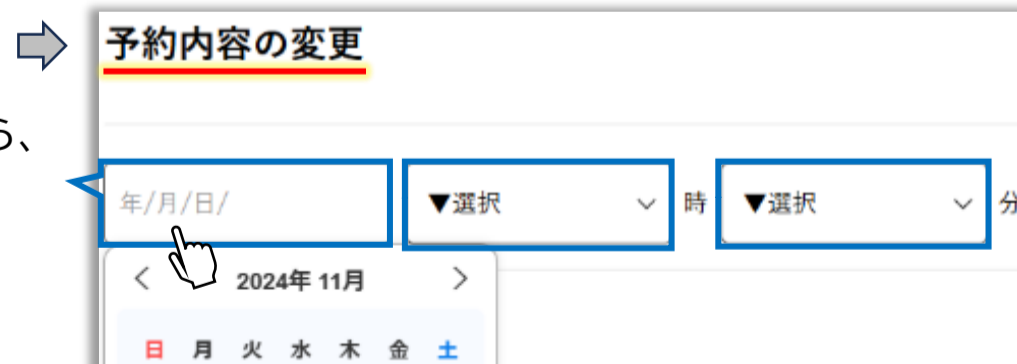 予約内容の変更
ら、
年/月/日/ ▼選択 時 ▼選択 分
2024年 11月
日 月 火 水 木 金 土